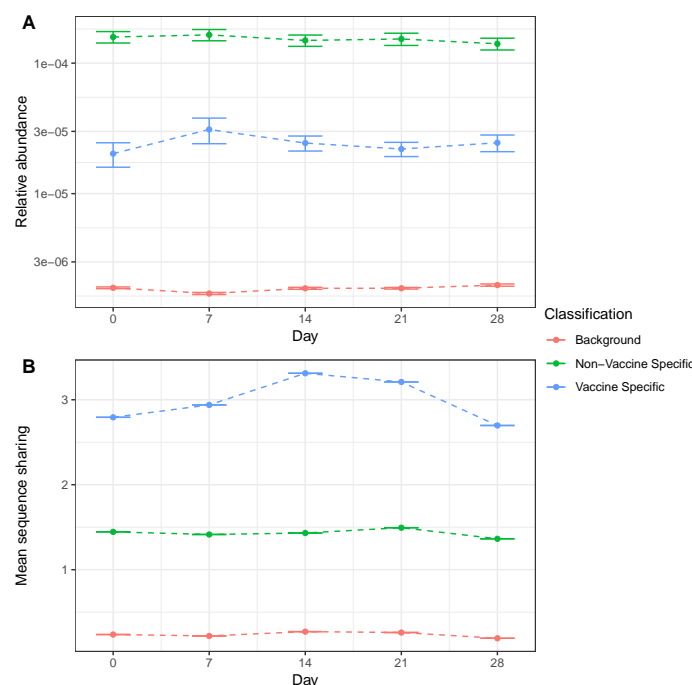 A
1e−04
3e−05
1e−05
3e−06
Relative abundance
0 7 14 21 28
Day
Classification
Background
Non−Vaccine Specific
Vaccine Specific
B
3
2
1
Mean sequence sharing
0 7 14 21 28
Day